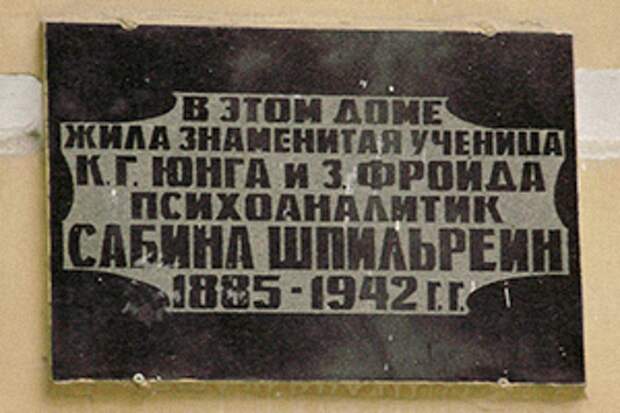 В ЭТОМ ДОМЕ
ЖИЛА ЗНАМЕНИТАЯ УЧЕНИЦА
К.Г. ЮНГА И З. ФРОЙДА
ПСИХОАНАЛИТИК
САБИНА ШПИЛЬРЕЙН
1885-1942 Г.Г.